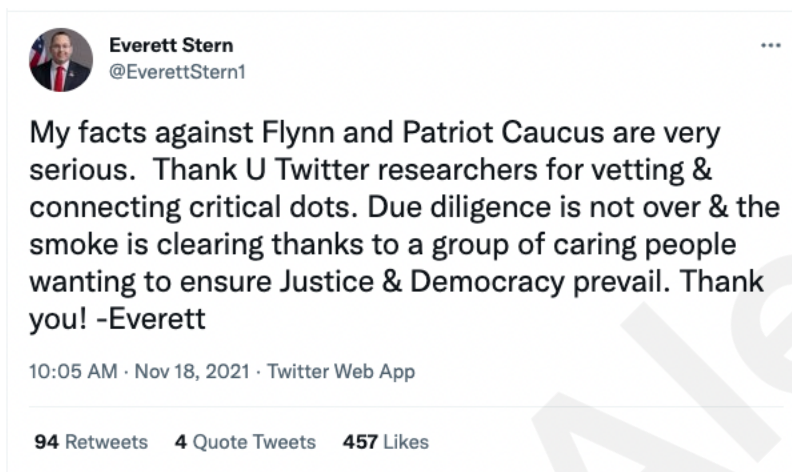 Everett Stern
@EverettStern1
My facts against Flynn and Patriot Caucus are very
serious.  Thank U Twitter researchers for vetting &
connecting critical dots. Due diligence is not over & the
smoke is clearing thanks to a group of caring people
wanting to ensure Justice & Democracy prevail. Thank
you! -Everett
10:05 AM · Nov 18, 2021 · Twitter Web App
94 Retweets 4 Quote Tweets 457 Likes